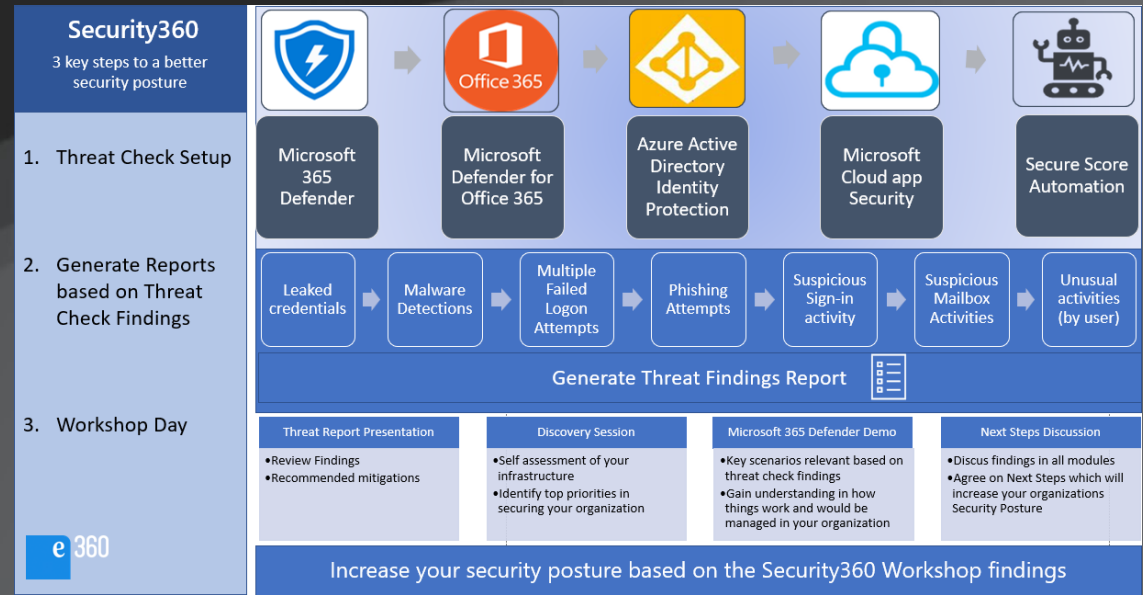 Security360
3 key steps to a better
security posture
Office 365
1. Threat Check Setup
Microsoft
365
Defender
Microsoft
Defender for
Office 365
Azure Active
Directory
Identity
Protection
Microsoft
Cloud app
Security
Secure Score
Automation
2. Generate Reports
based on Threat
Check Findings
Leaked
credentials
Malware
Detections
Multiple
Failed
Logon
Attempts
Phishing
Attempts
Suspicious
Sign-in
activity
Suspicious
Mailbox
Activities
Unusual
activities
(by user)
Generate Threat Findings Report
3. Workshop Day
Threat Report Presentation
•Review Findings
•Recommended mitigations
Discovery Session
•Self assessment of your
infrastructure
•Identify top priorities in
securing your organization
Microsoft 365 Defender Demo
•Key scenarios relevant based on
threat check findings
•Gain understanding in how
things work and would be
managed in your organization
Next Steps Discussion
•Discus findings in all modules
•Agree on Next Steps which will
increase your organizations
Security Posture
e 360
Increase your security posture based on the Security360 Workshop findings